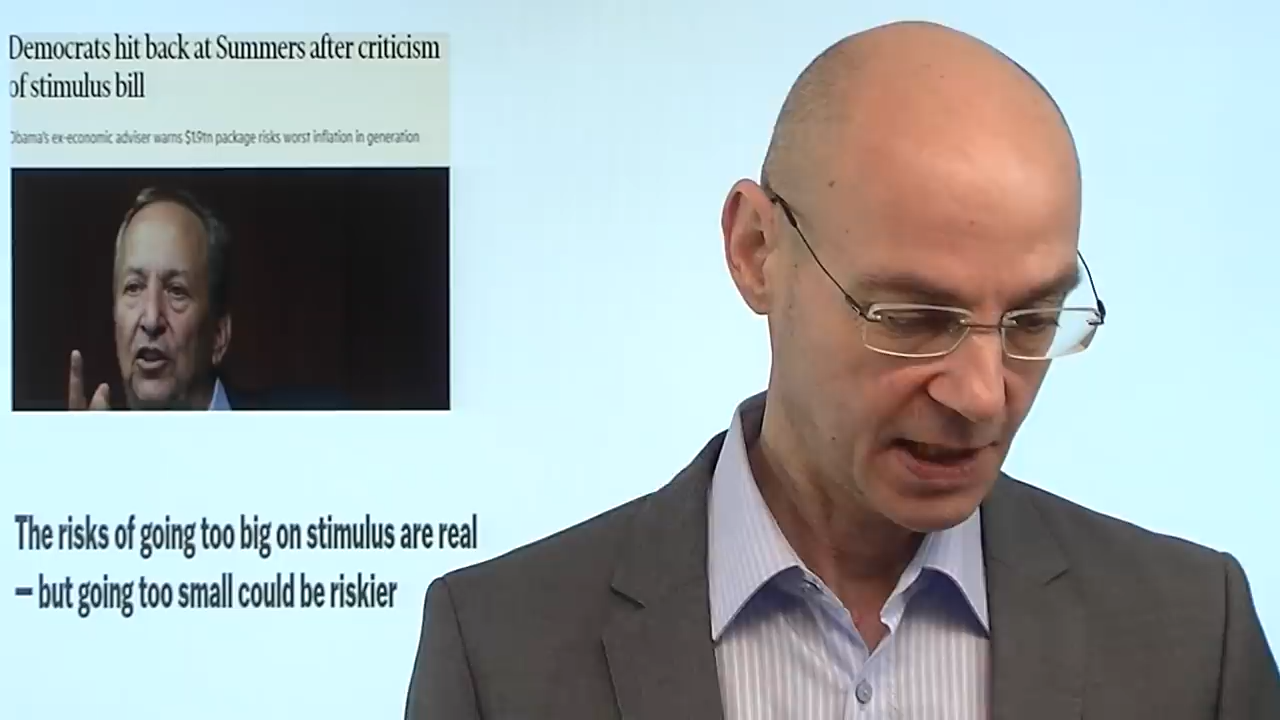 Democrats hit back at Summers after criticism
of stimulus bill
Obama's ex-economic adviser warns $1.9tn package risks worst inflation in generation
The risks of going too big on stimulus are real
– but going too small could be riskier